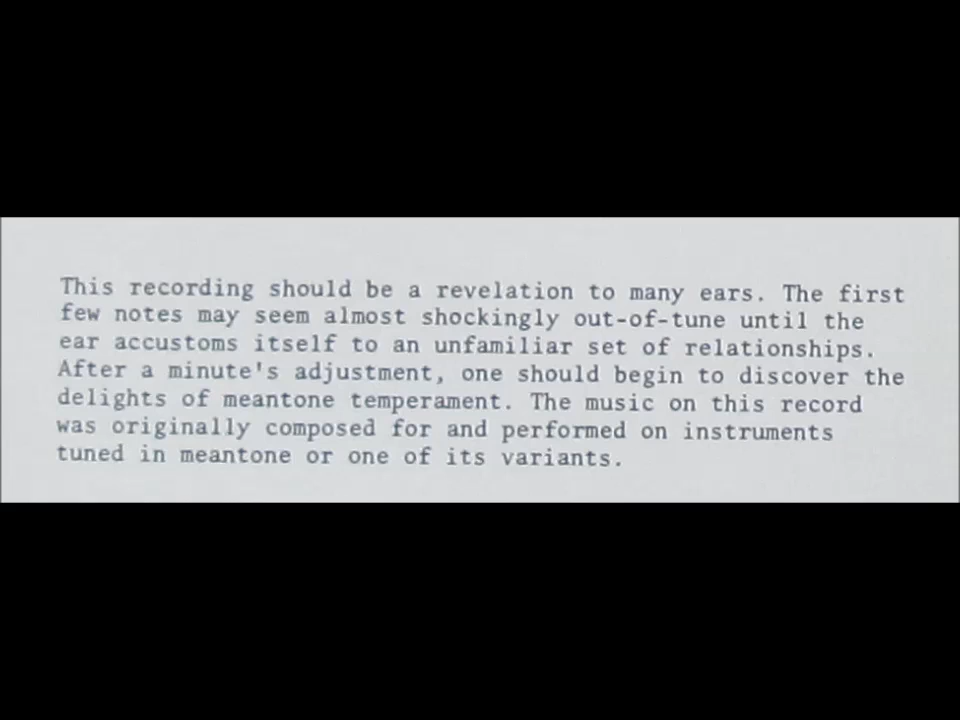 This recording should be a revelation to many ears. The first
few notes may seem almost shockingly out-of-tune until the
ear accustoms itself to an unfamiliar set of relationships.
After a minute's adjustment, one should begin to discover the
delights of meantone temperament. The music on this record
was originally composed for and performed on instruments
tuned in meantone or one of its variants.